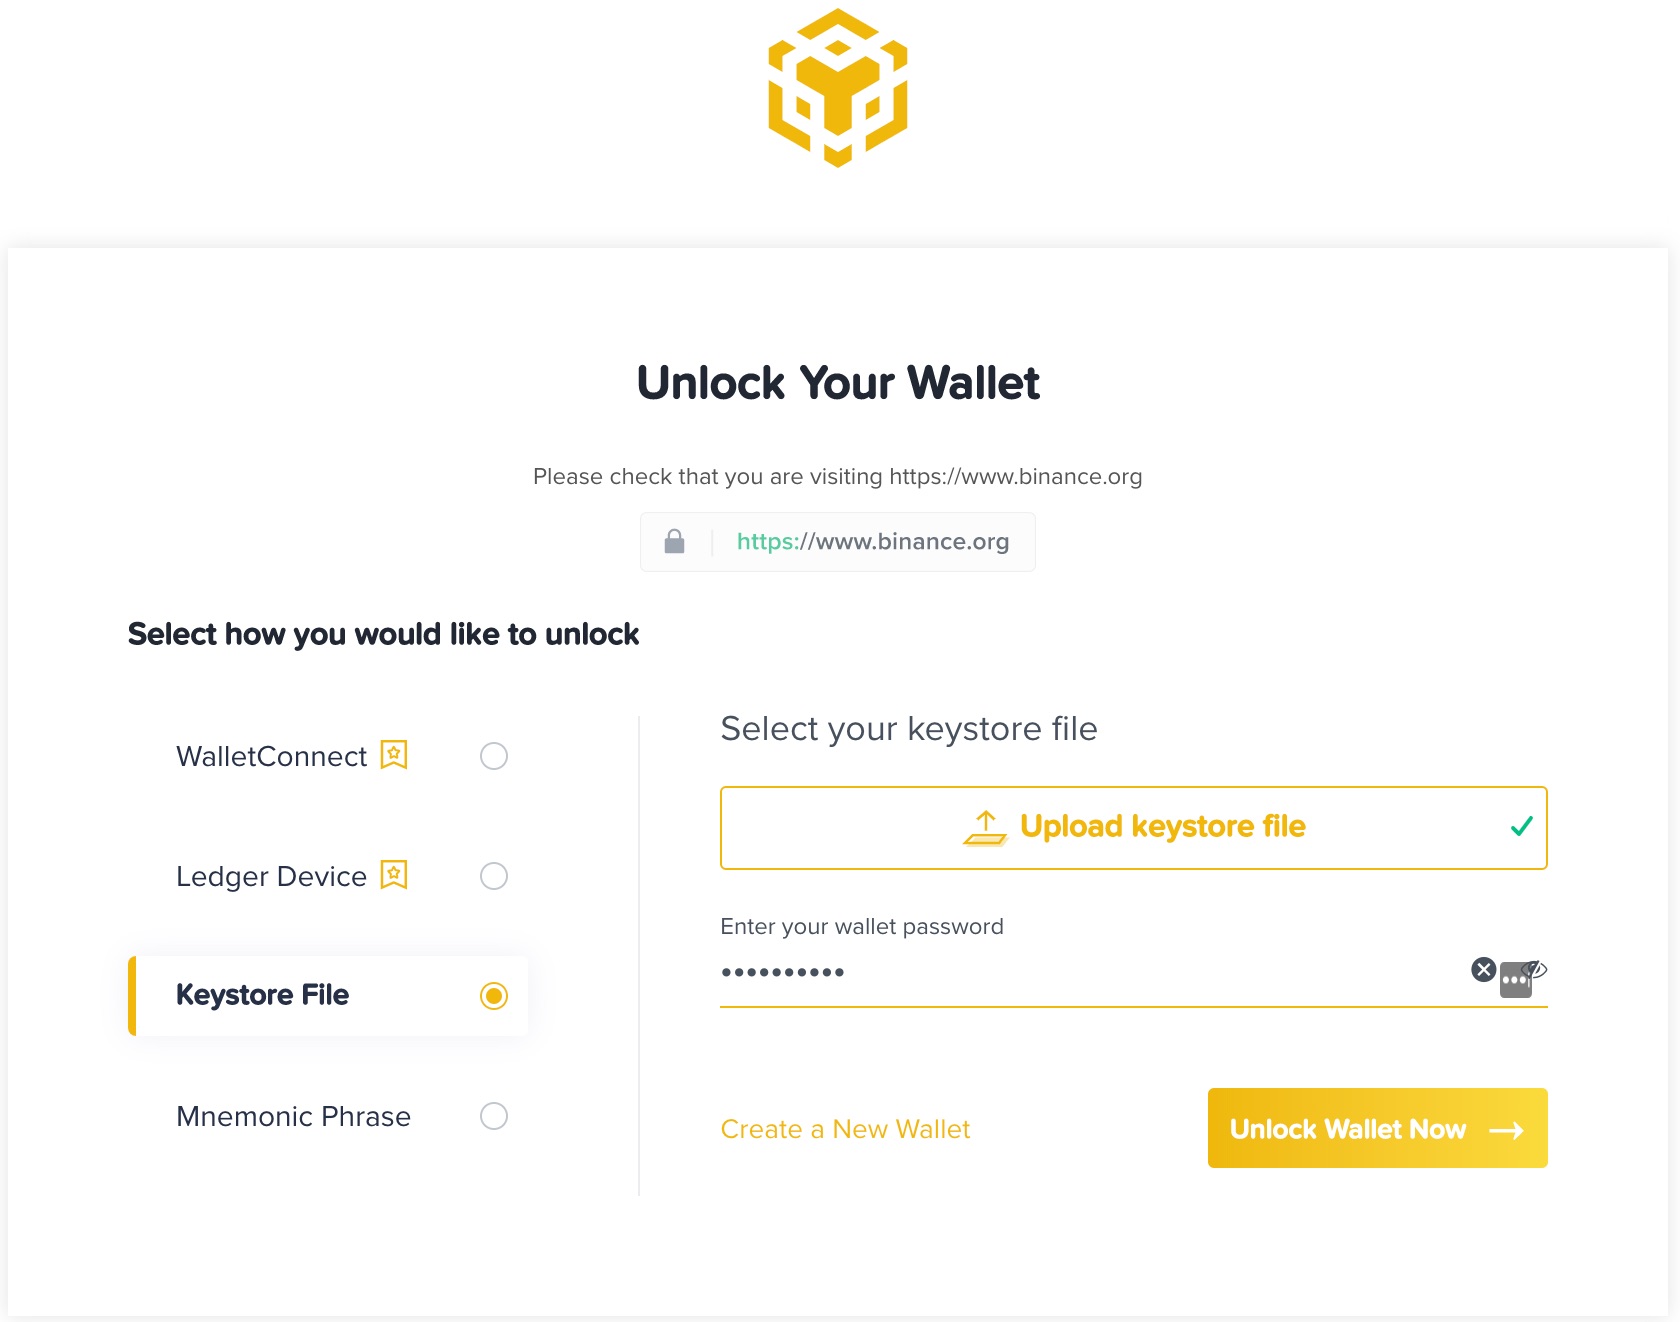 Unlock Your Wallet
Please check that you are visiting https://www.binance.org
https://www.binance.org
Select how you would like to unlock
WalletConnect
Ledger Device
Keystore File
Mnemonic Phrase
Select your keystore file
Upload keystore file
Enter your wallet password
••••••••••
Create a New Wallet
Unlock Wallet Now